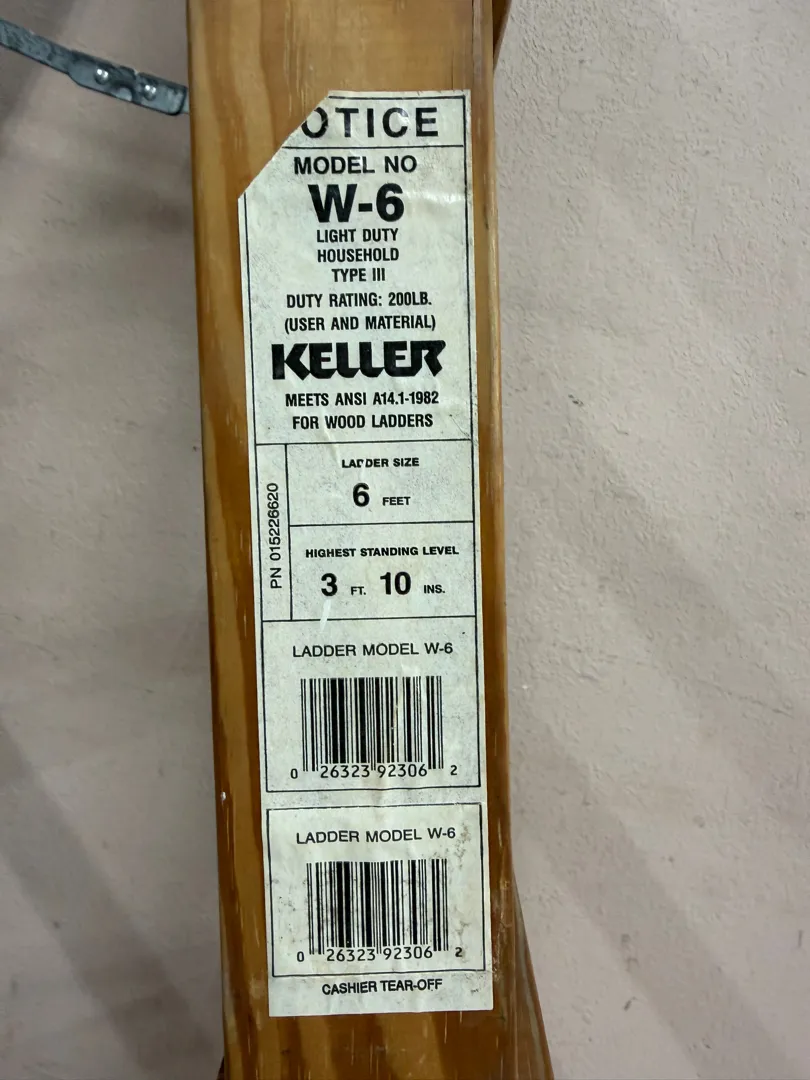 OTICE
MODEL NO
W-6
LIGHT DUTY
HOUSEHOLD
TYPE III
DUTY RATING: 200LB.
(USER AND MATERIAL)
KELLER
MEETS ANSI A14.1-1982
FOR WOOD LADDERS
PN 015226620
LADDER SIZE
6 FEET
HIGHEST STANDING LEVEL
3 FT. 10 INS.
LADDER MODEL W-6
0 26323 92306 2
LADDER MODEL W-6
0 26323 92306 2
CASHIER TEAR-OFF